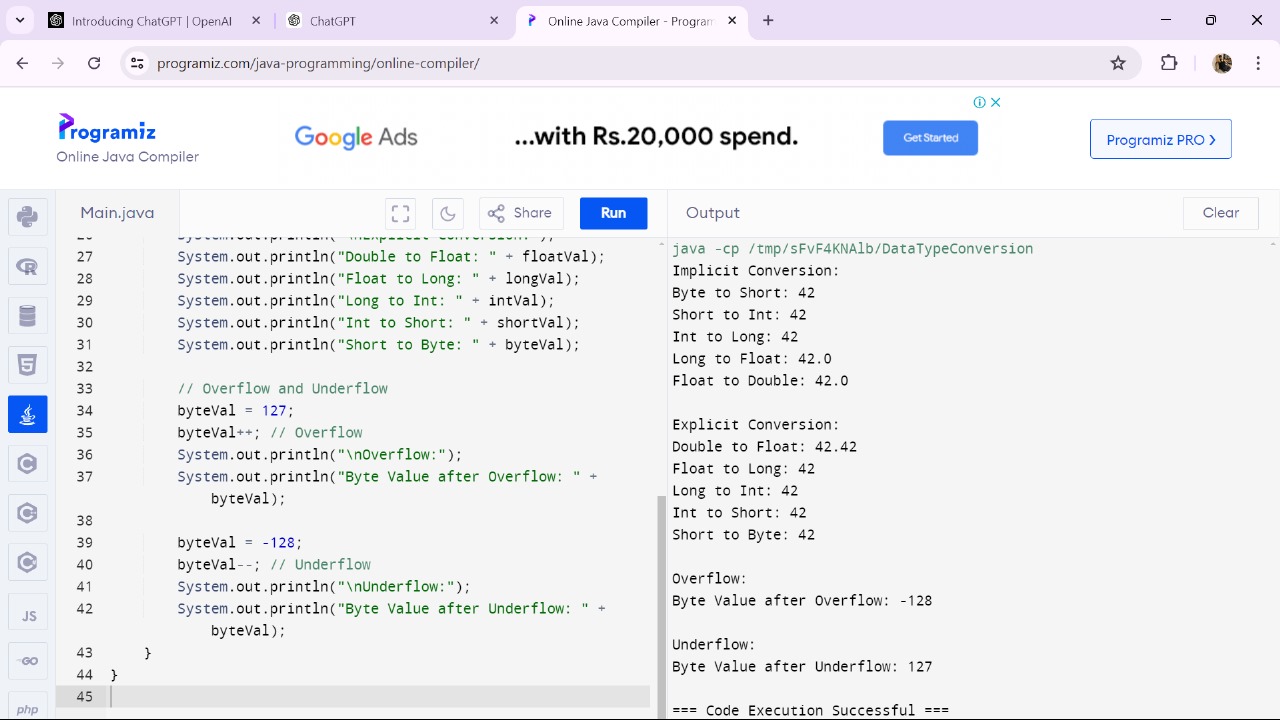 Introducing ChatGPT | OpenAI
ChatGPT
Online Java Compiler - Program
programiz.com/java-programming/online-compiler/
Programiz
Online Java Compiler
Google Ads
...with Rs.20,000 spend.
Get Started
Programiz PRO
Main.java
Share
Run
Output
Clear
27 System.out.println("Double to Float: " + floatVal);
28 System.out.println("Float to Long: " + longVal);
29 System.out.println("Long to Int: " + intVal);
30 System.out.println("Int to Short: " + shortVal);
31 System.out.println("Short to Byte: " + byteVal);
32
33 // Overflow and Underflow
34 byteVal = 127;
35 byteVal++; // Overflow
36 System.out.println("\nOverflow:");
37 System.out.println("Byte Value after Overflow: " +
byteVal);
38
39 byteVal = -128;
40 byteVal--; // Underflow
41 System.out.println("\nUnderflow:");
42 System.out.println("Byte Value after Underflow: " +
byteVal);
43 }
44 }
45
java -cp /tmp/sFvF4KNAlb/DataTypeConversion
Implicit Conversion:
Byte to Short: 42
Short to Int: 42
Int to Long: 42
Long to Float: 42.0
Float to Double: 42.0
Explicit Conversion:
Double to Float: 42.42
Float to Long: 42
Long to Int: 42
Int to Short: 42
Short to Byte: 42
Overflow:
Byte Value after Overflow: -128
Underflow:
Byte Value after Underflow: 127
=== Code Execution Successful ===
JS
GO
php